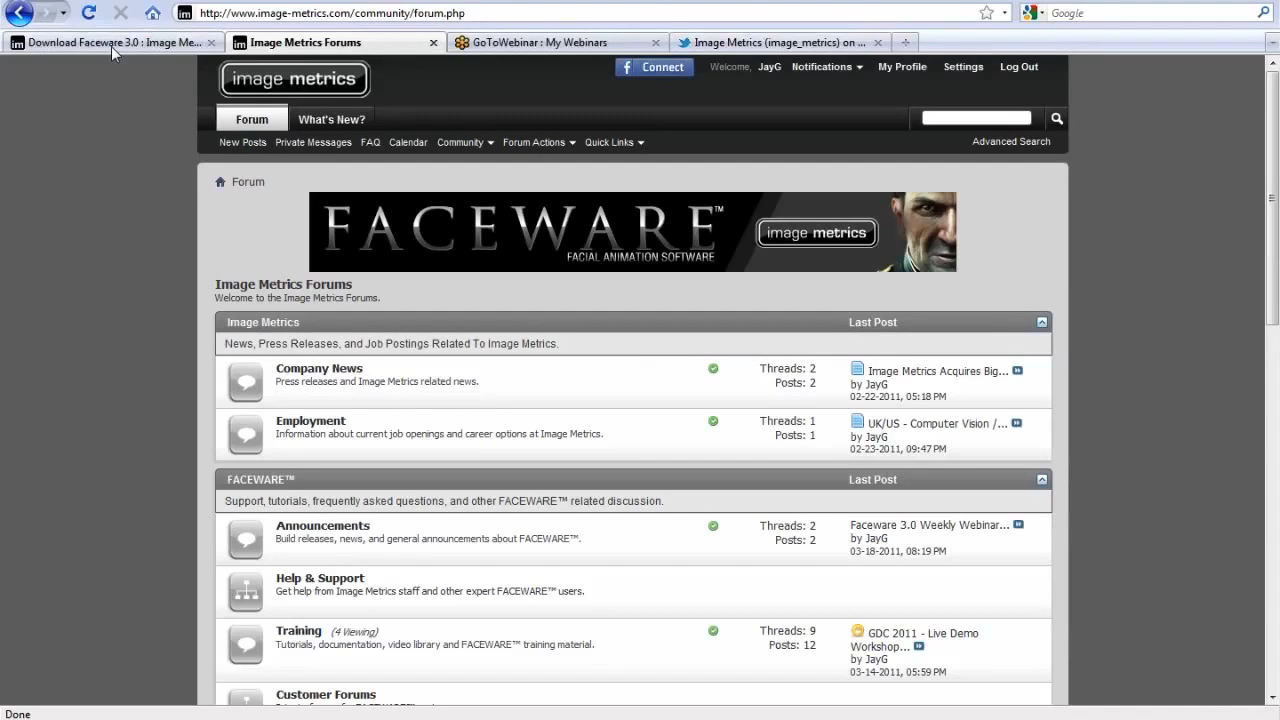 http://www.image-metrics.com/community/forum.php
Google
Download Faceware 3.0 : Image Me...
Image Metrics Forums
GoToWebinar : My Webinars
Image Metrics (image_metrics) on ...
image metrics
Connect
Welcome, JayG Notifications My Profile Settings Log Out
Forum What's New?
New Posts Private Messages FAQ Calendar Community Forum Actions Quick Links
Advanced Search
Forum
FACEWARE™
FACIAL ANIMATION SOFTWARE
image metrics
Image Metrics Forums
Welcome to the Image Metrics Forums.
Image Metrics Last Post
News, Press Releases, and Job Postings Related To Image Metrics.
Company News
Press releases and Image Metrics related news.
Threads: 2
Posts: 2
Image Metrics Acquires Big...
by JayG
02-22-2011, 05:18 PM
Employment
Information about current job openings and career options at Image Metrics.
Threads: 1
Posts: 1
UK/US - Computer Vision /...
by JayG
02-23-2011, 09:47 PM
FACEWARE™ Last Post
Support, tutorials, frequently asked questions, and other FACEWARE™ related discussion.
Announcements
Build releases, news, and general announcements about FACEWARE™.
Threads: 2
Posts: 2
Faceware 3.0 Weekly Webinar...
by JayG
03-18-2011, 08:19 PM
Help & Support
Get help from Image Metrics staff and other expert FACEWARE™ users.
Training (4 Viewing)
Tutorials, documentation, video library and FACEWARE™ training material.
Threads: 9
Posts: 12
GDC 2011 - Live Demo
Workshop...
by JayG
03-14-2011, 05:59 PM
Customer Forums
Done